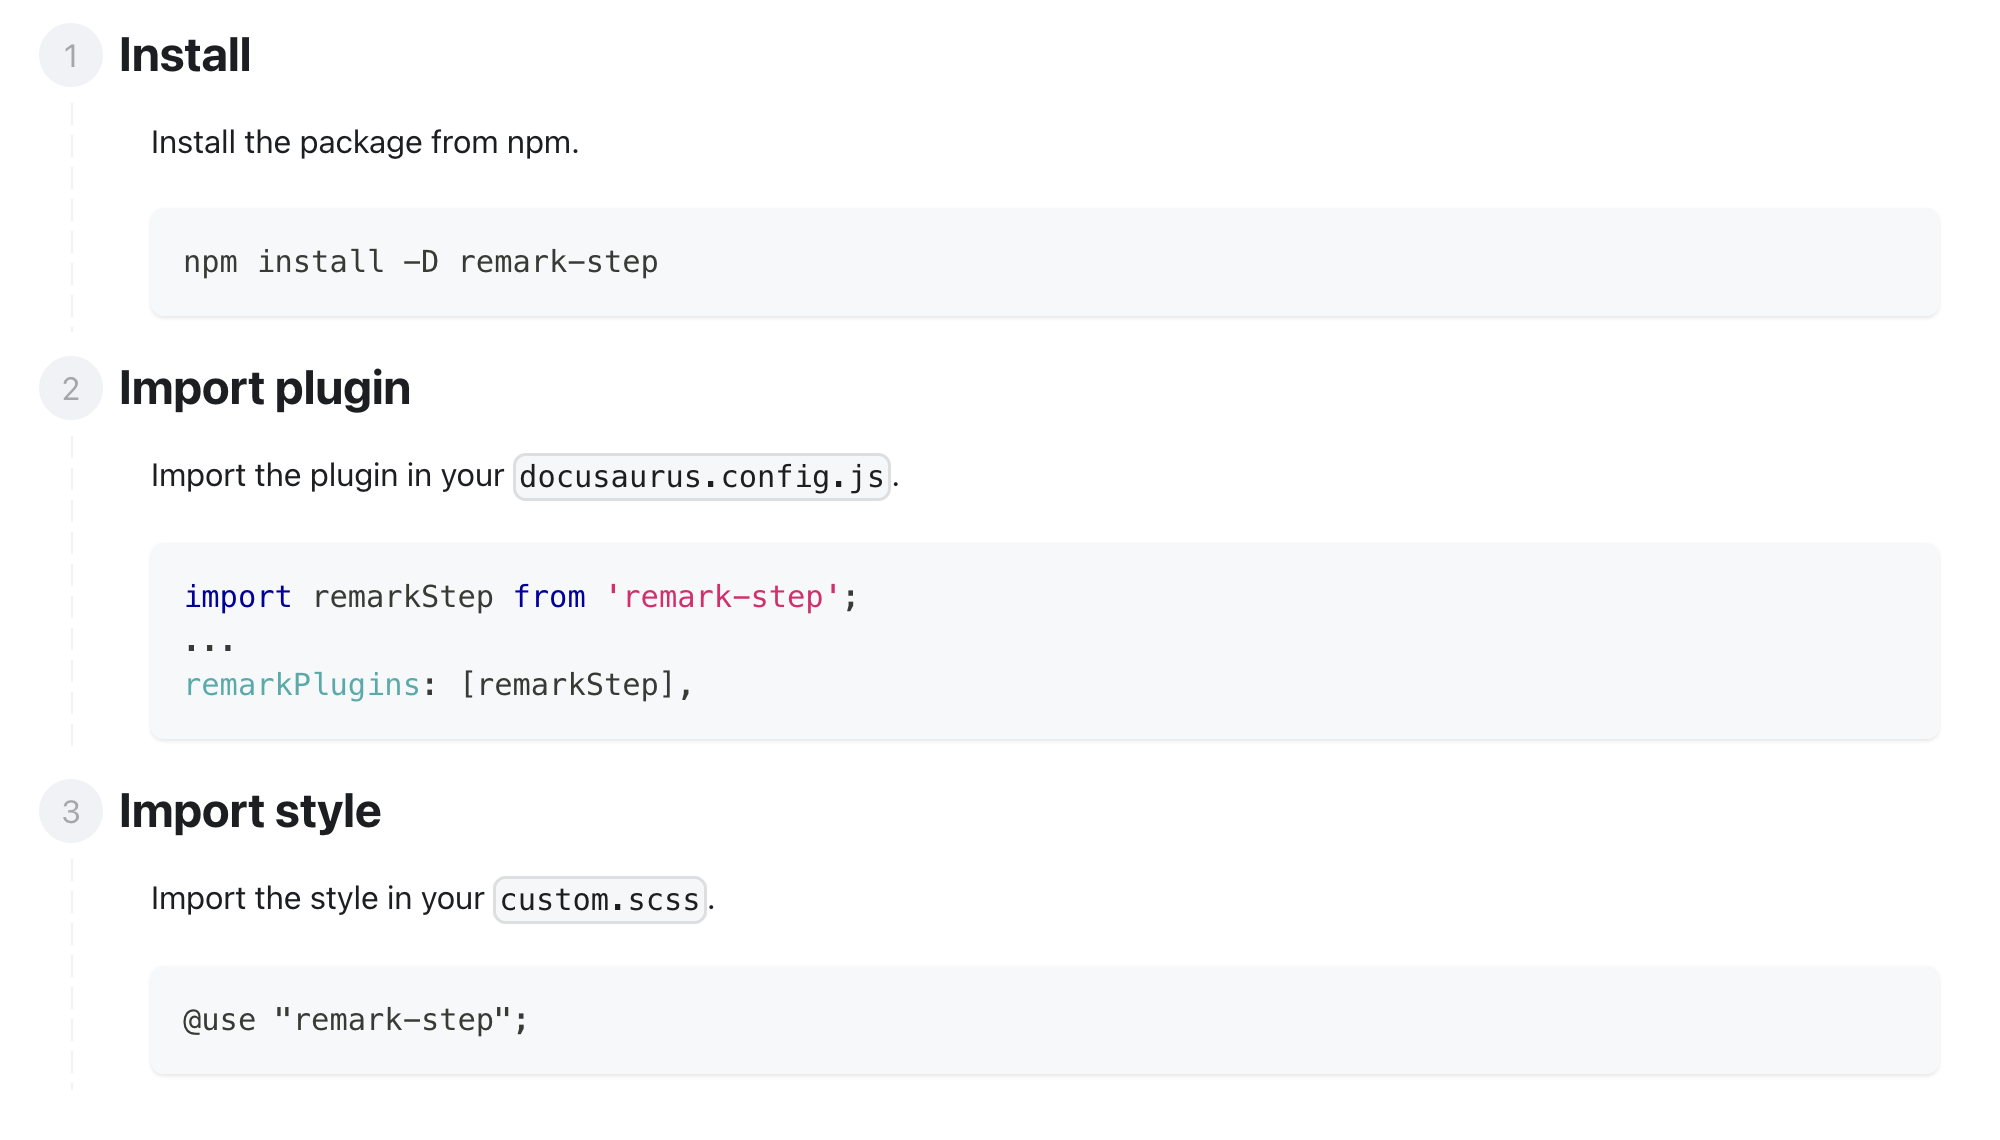 1 Install
Install the package from npm.
npm install -D remark-step
2 Import plugin
Import the plugin in your docusaurus.config.js.
import remarkStep from 'remark-step';
...
remarkPlugins: [remarkStep],
3 Import style
Import the style in your custom.scss.
@use "remark-step";